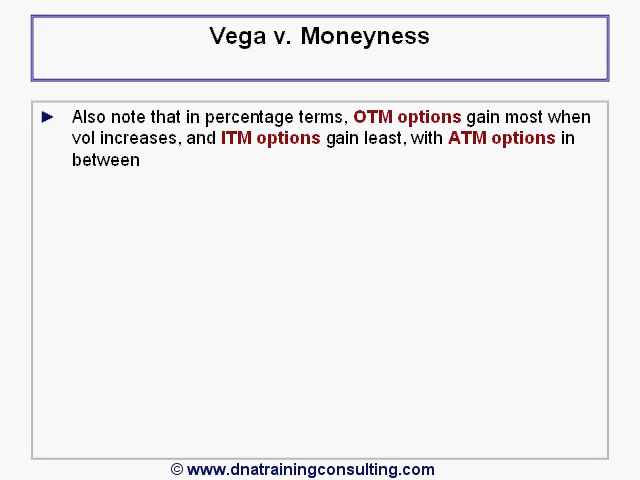 Vega v. Moneyness
► Also note that in percentage terms, OTM options gain most when
vol increases, and ITM options gain least, with ATM options in
between
© www.dnatrainingconsulting.com